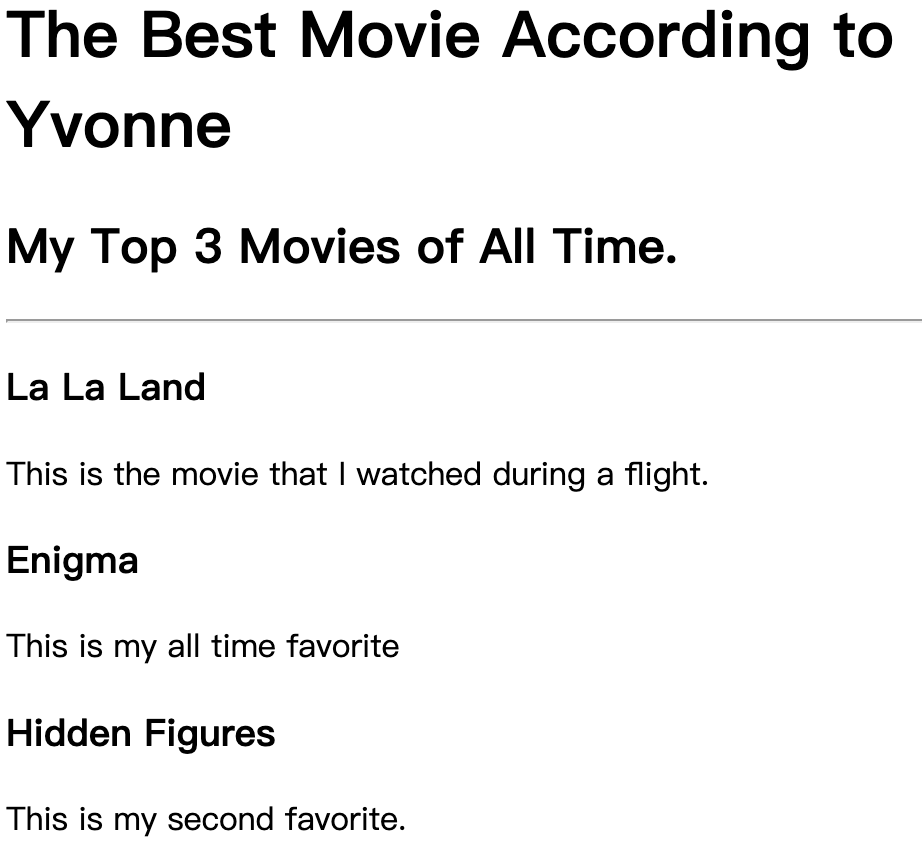 The Best Movie According to
Yvonne
My Top 3 Movies of All Time.
La La Land
This is the movie that I watched during a flight.
Enigma
This is my all time favorite
Hidden Figures
This is my second favorite.